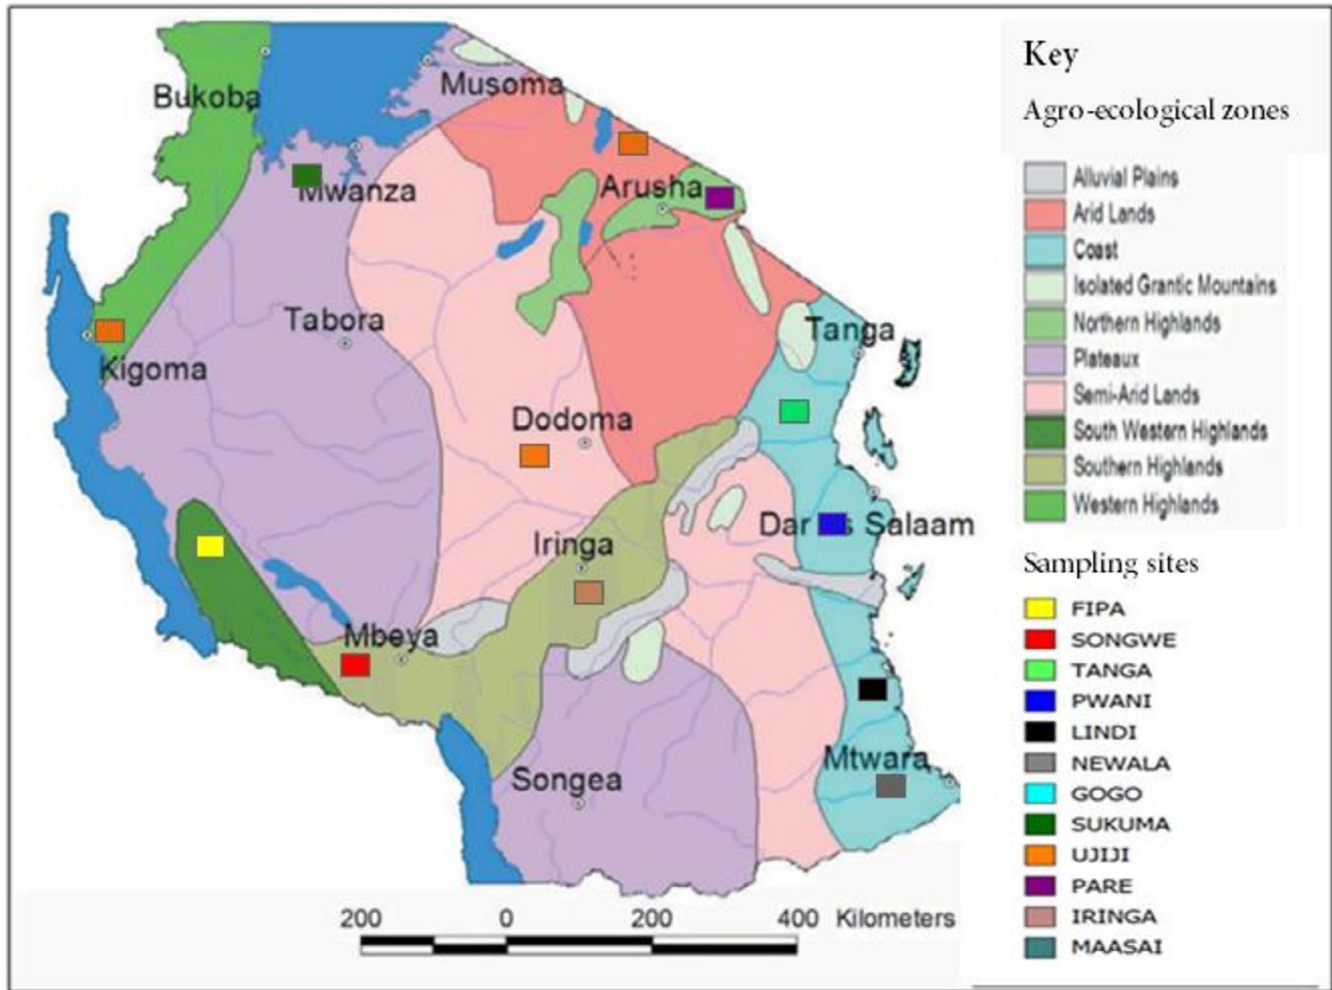 Key
Agro-ecological zones
Alluvial Plains
Arid Lands
Coast
Isolated Grantic Mountains
Northern Highlands
Plateaux
Semi-Arid Lands
South Western Highlands
Southern Highlands
Western Highlands
Sampling sites
FIPA
SONGWE
TANGA
PWANI
LINDI
NEWALA
GOGO
SUKUMA
UJIJI
PARE
IRINGA
MAASAI
Musoma
Bukoba
Mwanza
Arusha
Tabora
Tanga
Kigoma
Dodoma
Dar s Salaam
Iringa
Mbeya
Mtwara
Songea
200 0 200 400 Kilometers